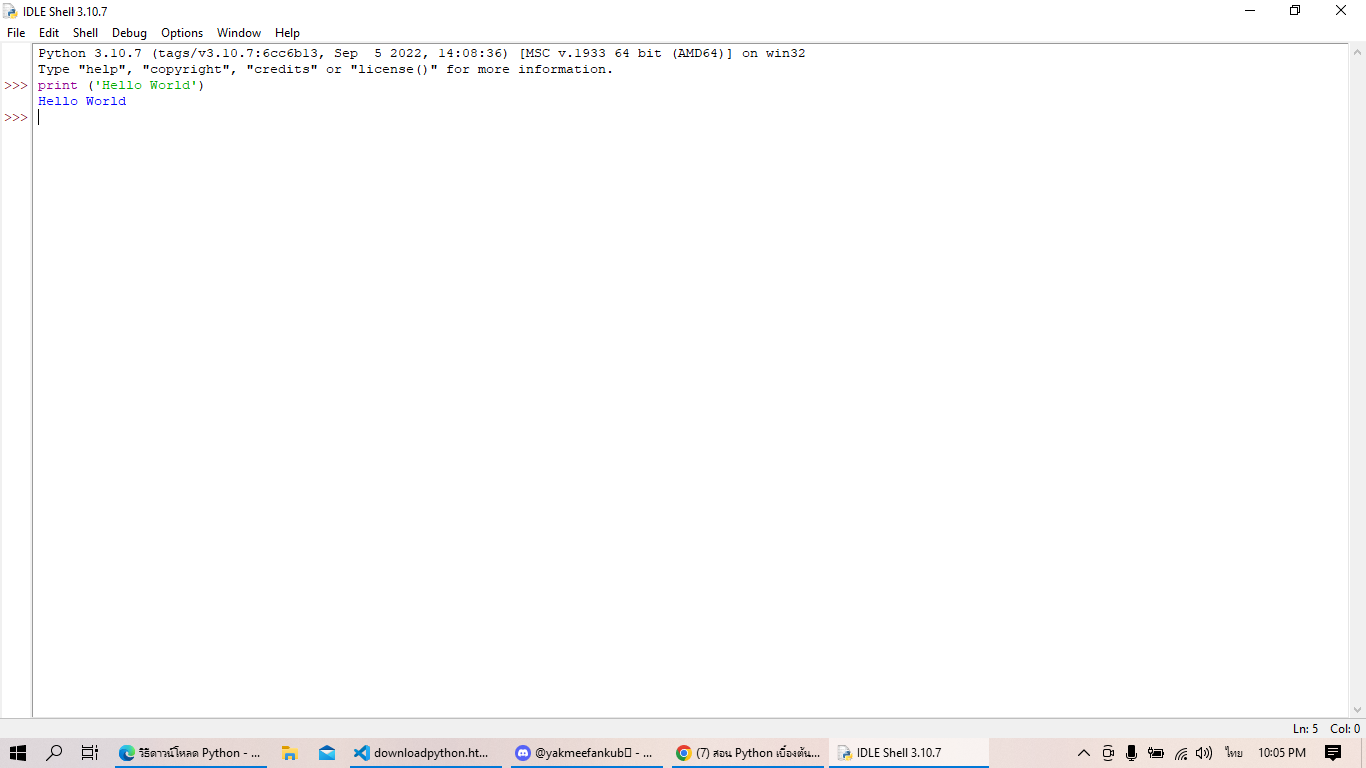 IDLE Shell 3.10.7
File Edit Shell Debug Options Window Help
Python 3.10.7 (tags/v3.10.7:6cc6b13, Sep  5 2022, 14:08:36) [MSC v.1933 64 bit (AMD64)] on win32
Type "help", "copyright", "credits" or "license()" for more information.
>>> print ('Hello World')
Hello World
>>>
Ln: 5 Col: 0
วิธีดาวน์โหลด Python - ... downloadpython.ht... @yakmeefankub - ... (7) สอน Python เบื้องต้น... IDLE Shell 3.10.7 ไทย 10:05 PM